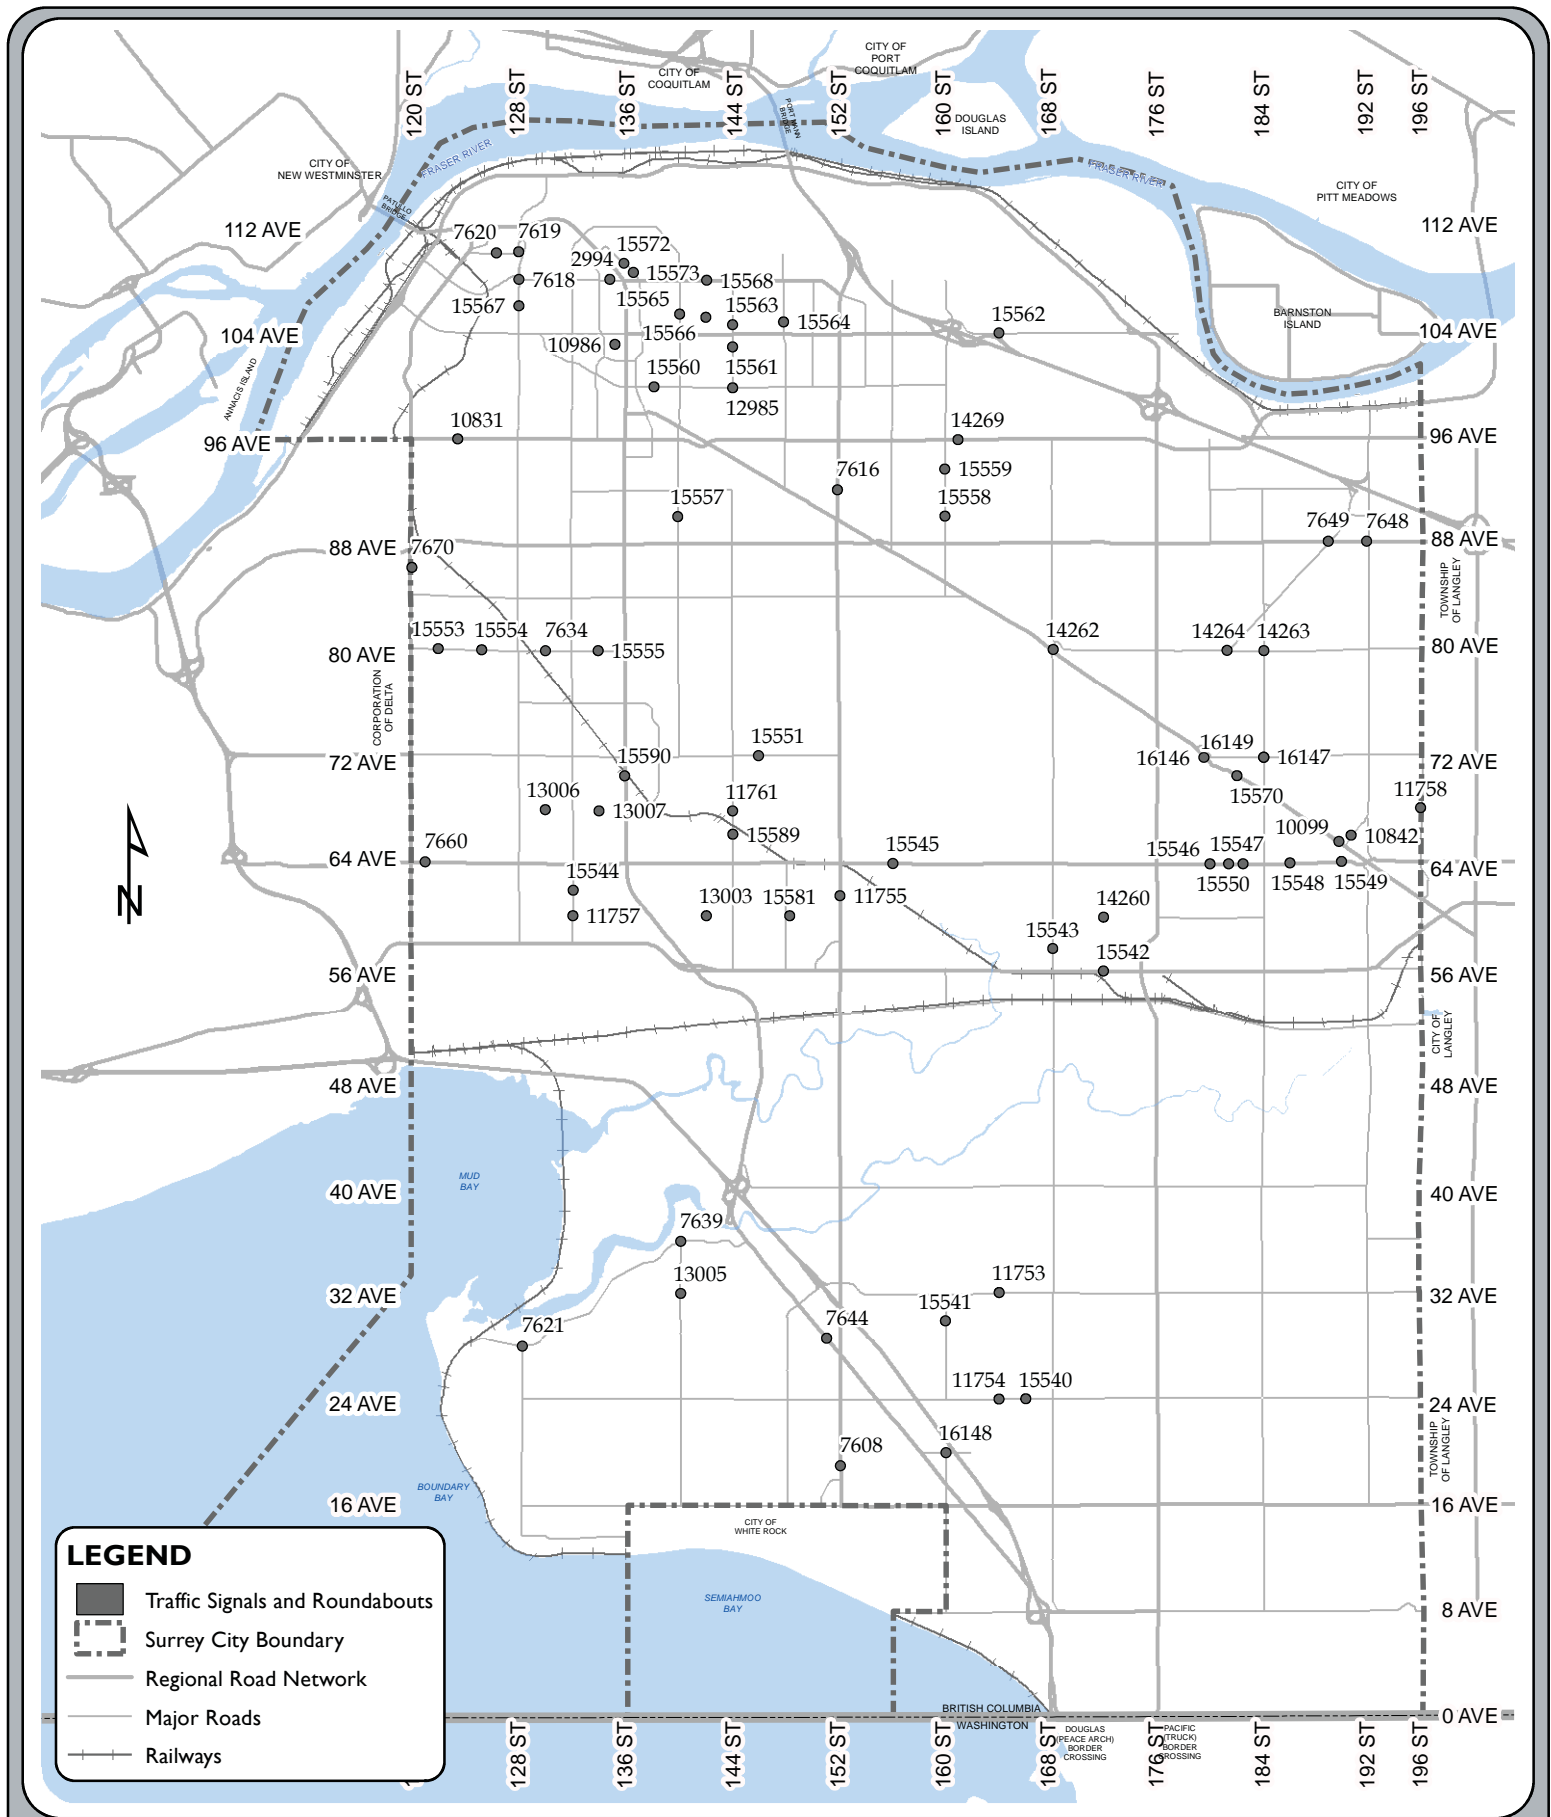 CITY OF
PORT
COQUITLAM
CITY OF
COQUITLAM
120 ST
128 ST
136 ST
144 ST
PORT MANN
BRIDGE
152 ST
160 ST
DOUGLAS
ISLAND
168 ST
176 ST
184 ST
192 ST
196 ST
FRASER RIVER
FRASER RIVER
CITY OF
NEW WESTMINSTER
CITY OF
PITT MEADOWS
PATULLO
BRIDGE
112 AVE
112 AVE
7620
7619
15572
2994
15573
15568
7618
15567
15565
15563
15564
15562
BARNSTON
ISLAND
104 AVE
104 AVE
15566
10986
15560
15561
12985
ANNACIS ISLAND
10831
14269
96 AVE
96 AVE
15559
7616
15557
15558
7649
7648
88 AVE
88 AVE
7670
TOWNSHIP
OF LANGLEY
15553
15554
7634
15555
14262
14264
14263
80 AVE
80 AVE
CORPORATION
OF DELTA
15551
16149
16146
16147
72 AVE
72 AVE
15590
11758
13006
13007
11761
15570
15589
10099
10842
7660
15545
15546
15547
64 AVE
64 AVE
15544
15550
15548
15549
11757
13003
15581
11755
14260
N
15543
15542
56 AVE
56 AVE
CITY OF
LANGLEY
48 AVE
48 AVE
MUD
BAY
40 AVE
40 AVE
7639
13005
11753
32 AVE
32 AVE
15541
7621
7644
11754
15540
24 AVE
24 AVE
16148
7608
TOWNSHIP
OF LANGLEY
BOUNDARY
BAY
16 AVE
16 AVE
CITY OF
WHITE ROCK
SEMIAHMOO
BAY
8 AVE
LEGEND
Traffic Signals and Roundabouts
Surrey City Boundary
Regional Road Network
Major Roads
Railways
BRITISH COLUMBIA
WASHINGTON
0 AVE
128 ST
136 ST
144 ST
152 ST
160 ST
168 ST
DOUGLAS
(PEACE ARCH)
BORDER
CROSSING
176 ST
PACIFIC
(TRUCK)
BORDER
CROSSING
184 ST
192 ST
196 ST